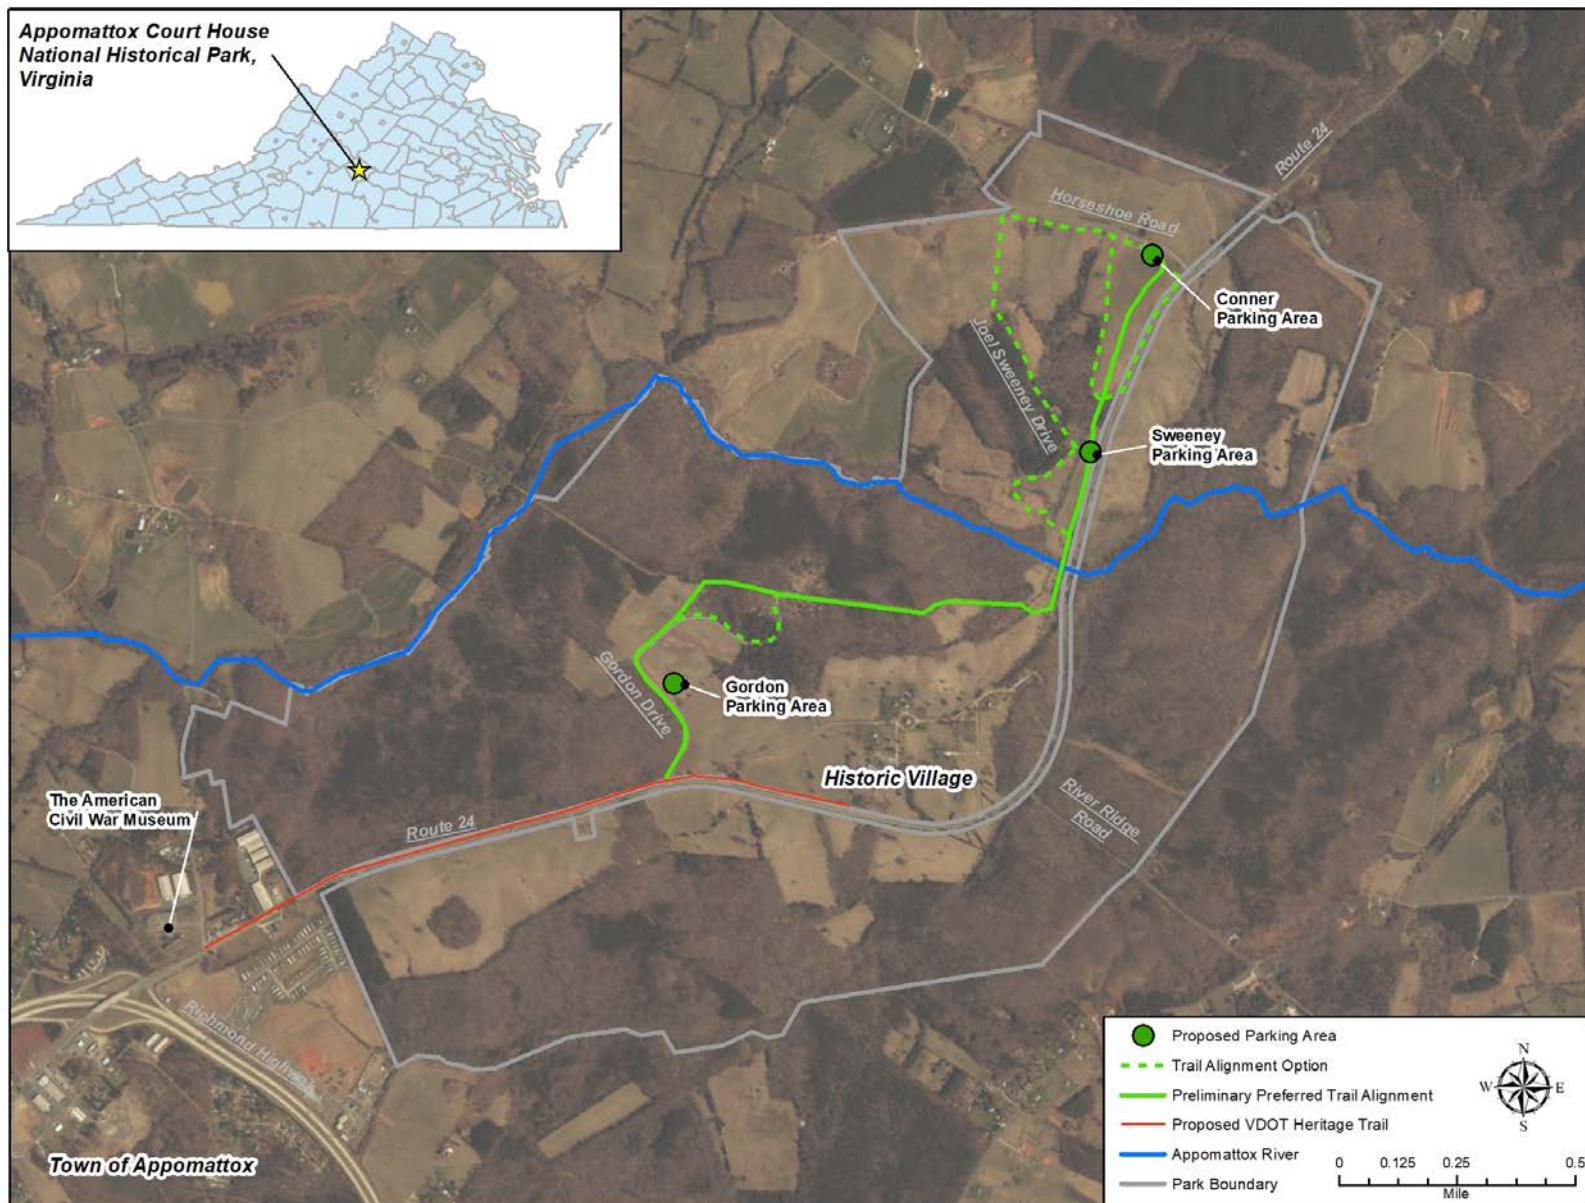 Appomattox Court House
National Historical Park,
Virginia
Route 24
Horseshoe Road
Conner
Parking Area
Joel Sweeney Drive
Sweeney
Parking Area
Gordon Drive
Gordon
Parking Area
Historic Village
River Ridge
Road
The American
Civil War Museum
Route 24
Richmond Highway
Town of Appomattox
Proposed Parking Area
Trail Alignment Option
Preliminary Preferred Trail Alignment
Proposed VDOT Heritage Trail
Appomattox River
Park Boundary
N
W E
S
0 0.125 0.25 0.5
Mile